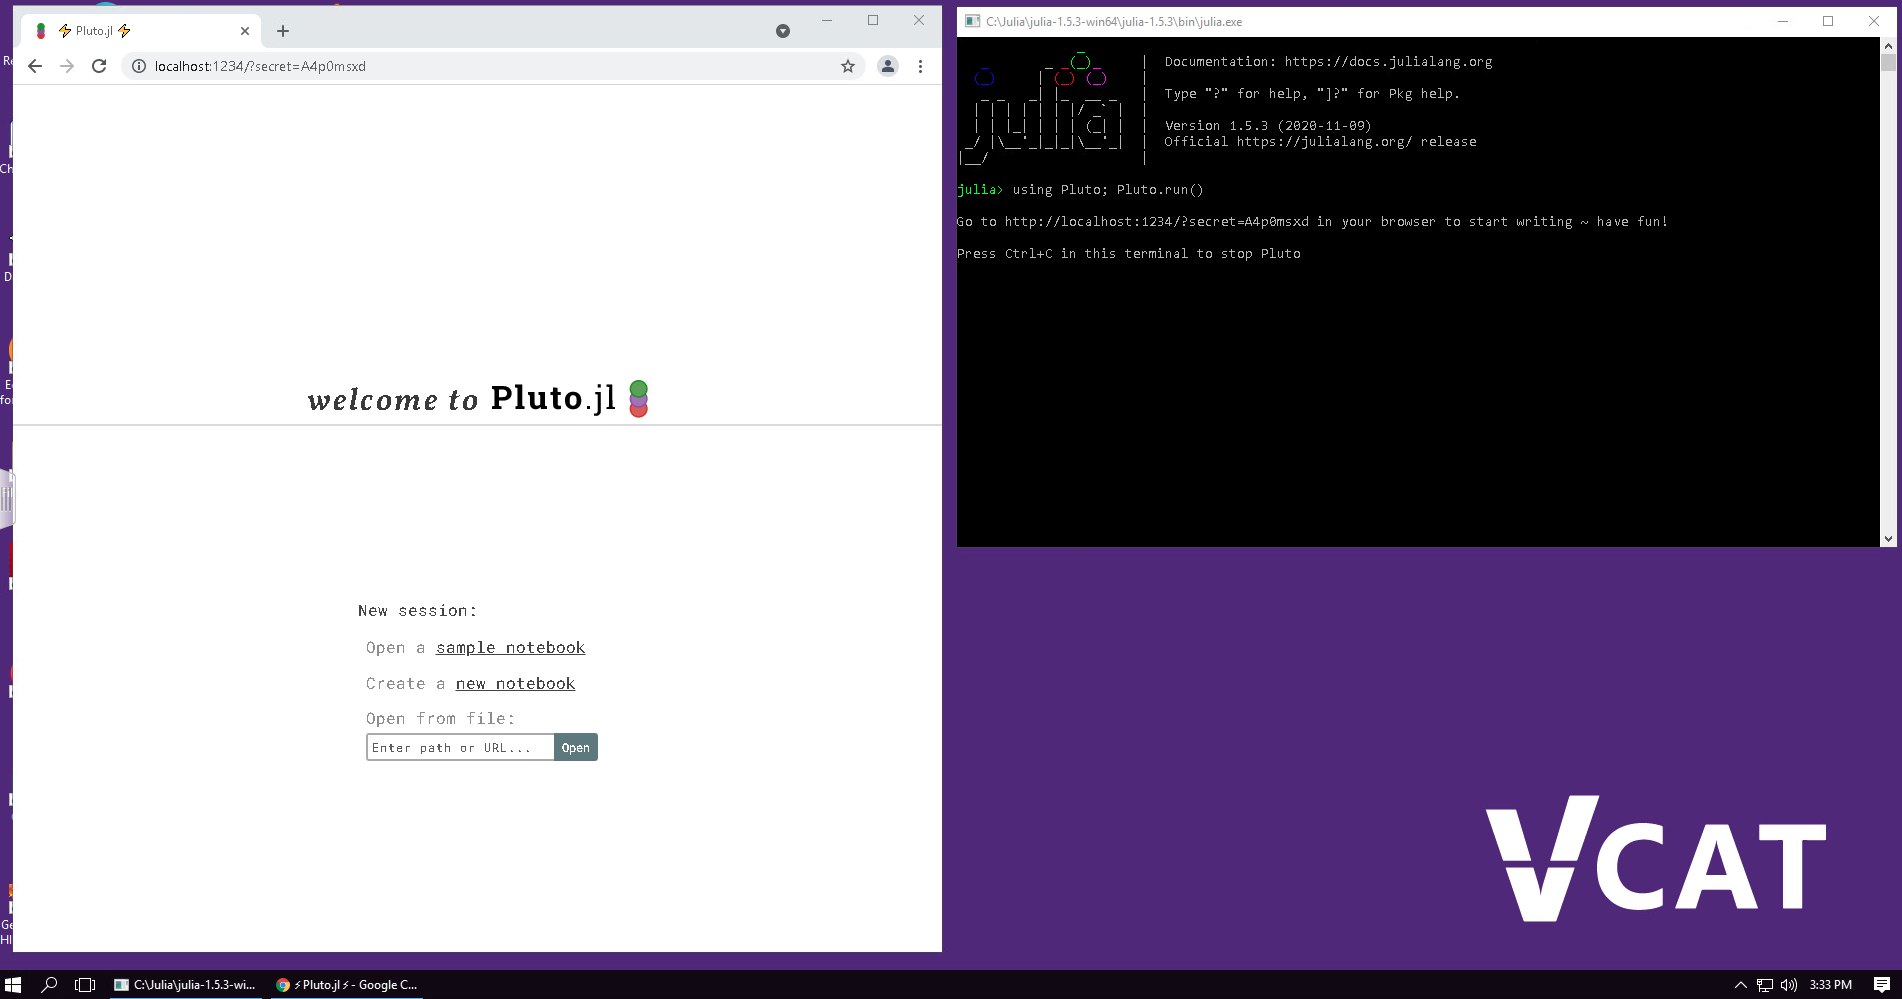 ⚡ Pluto.jl ⚡
localhost:1234/?secret=A4p0msxd
welcome to Pluto.jl
New session:
Open a sample notebook
Create a new notebook
Open from file:
Enter path or URL...
Open
C:\Julia\julia-1.5.3-win64\julia-1.5.3\bin\julia.exe
Documentation: https://docs.julialang.org
Type "?" for help, "]?" for Pkg help.
Version 1.5.3 (2020-11-09)
Official https://julialang.org/ release
julia> using Pluto; Pluto.run()
Go to http://localhost:1234/?secret=A4p0msxd in your browser to start writing ~ have fun!
Press Ctrl+C in this terminal to stop Pluto
VCAT
C:\Julia\julia-1.5.3-wi...
⚡Pluto.jl⚡ - Google C...
3:33 PM